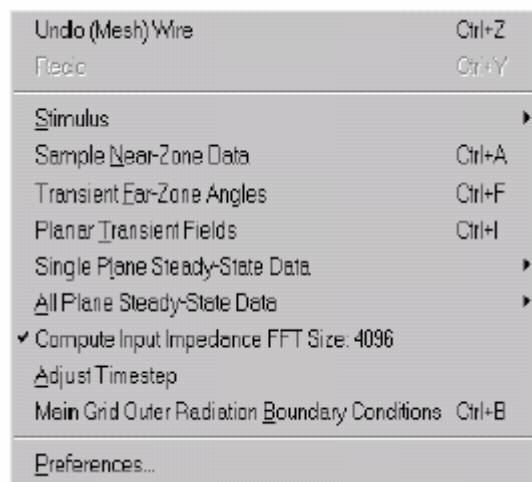 Undo (Mesh) Wire Ctrl+Z
Redo Ctrl+Y
Stimulus
Sample Near-Zone Data Ctrl+A
Transient Far-Zone Angles Ctrl+F
Planar Transient Fields Ctrl+I
Single Plane Steady-State Data
All Plane Steady-State Data
Compute Input Impedance FFT Size: 4096
Adjust Timestep
Main Grid Outer Radiation Boundary Conditions Ctrl+B
Preferences...